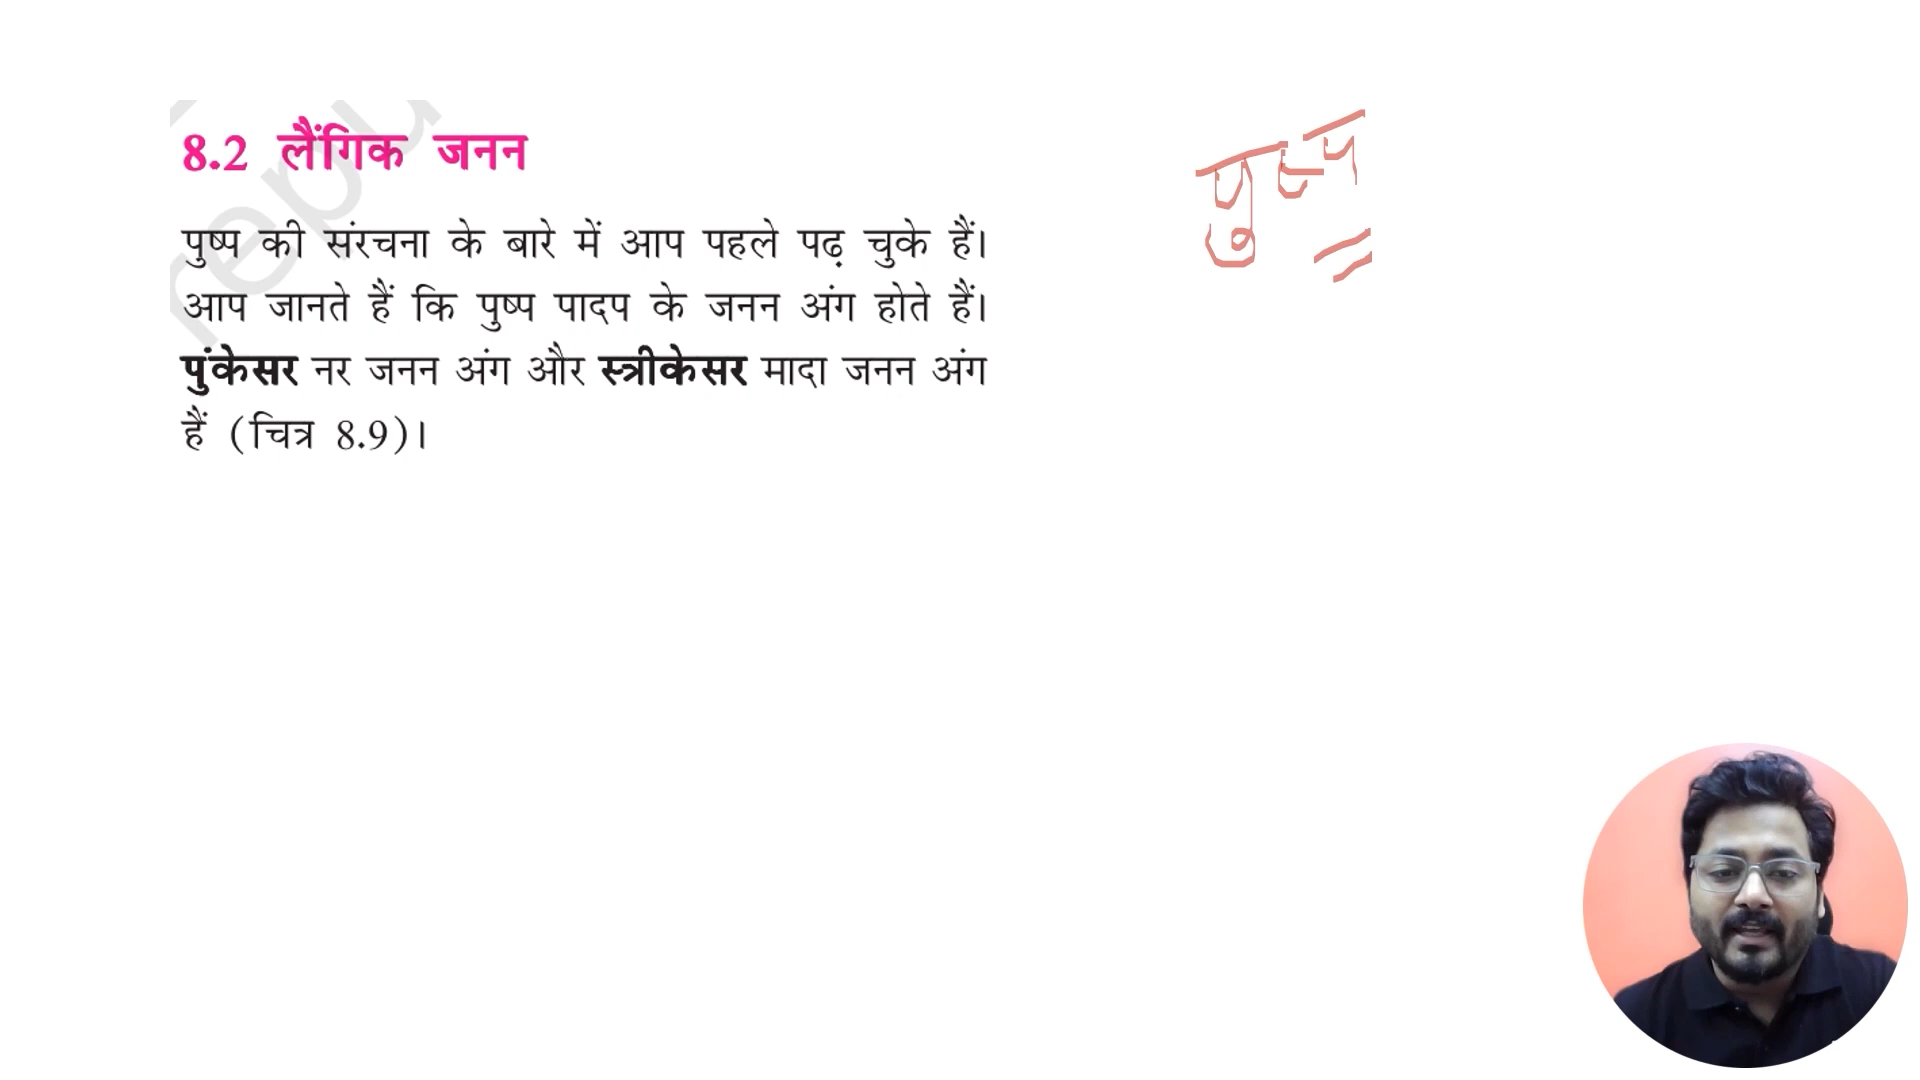 8.2 लैंगिक जनन
पुष्प की संरचना के बारे में आप पहले पढ़ चुके हैं।
आप जानते हैं कि पुष्प पादप के जनन अंग होते हैं।
पुंकेसर नर जनन अंग और स्त्रीकेसर मादा जनन अंग
हैं (चित्र 8.9)।
पुष्प